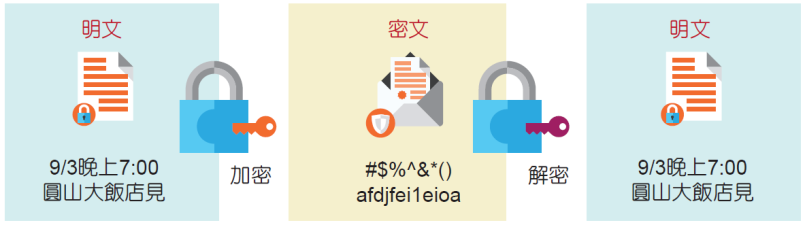 明文
9/3晚上7:00
圓山大飯店見
加密
密文
#$%^&*()
afdjfei1eioa
解密
明文
9/3晚上7:00
圓山大飯店見